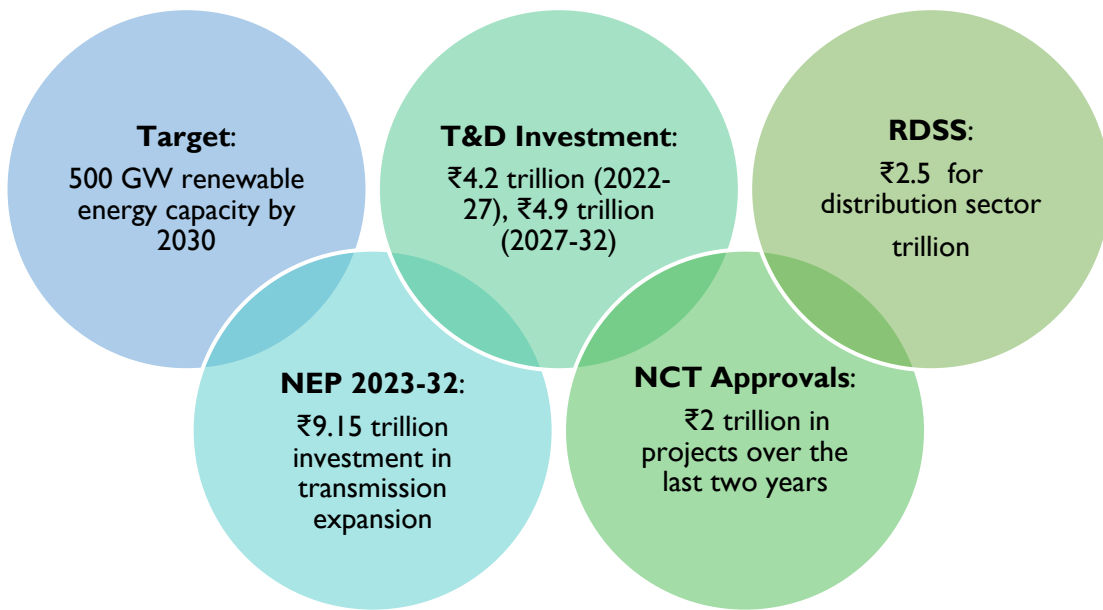 Target:
500 GW renewable
energy capacity by
2030
T&D Investment:
₹4.2 trillion (2022-
27), ₹4.9 trillion
(2027-32)
RDSS:
₹2.5 for
distribution sector
trillion
NEP 2023-32:
₹9.15 trillion
investment in
transmission
expansion
NCT Approvals:
₹2 trillion in
projects over the
last two years